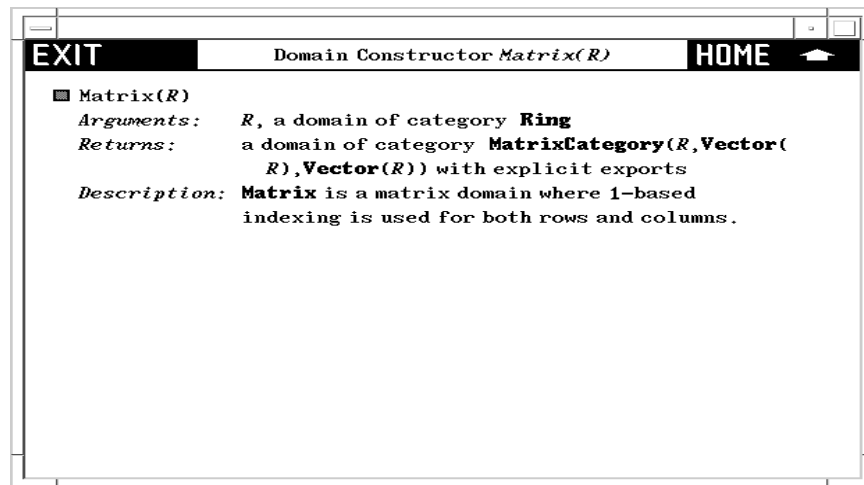 EXIT Domain Constructor Matrix(R) HOME
Matrix(R)
Arguments: R, a domain of category Ring
Returns: a domain of category MatrixCategory(R,Vector(
R),Vector(R)) with explicit exports
Description: Matrix is a matrix domain where 1-based
indexing is used for both rows and columns.